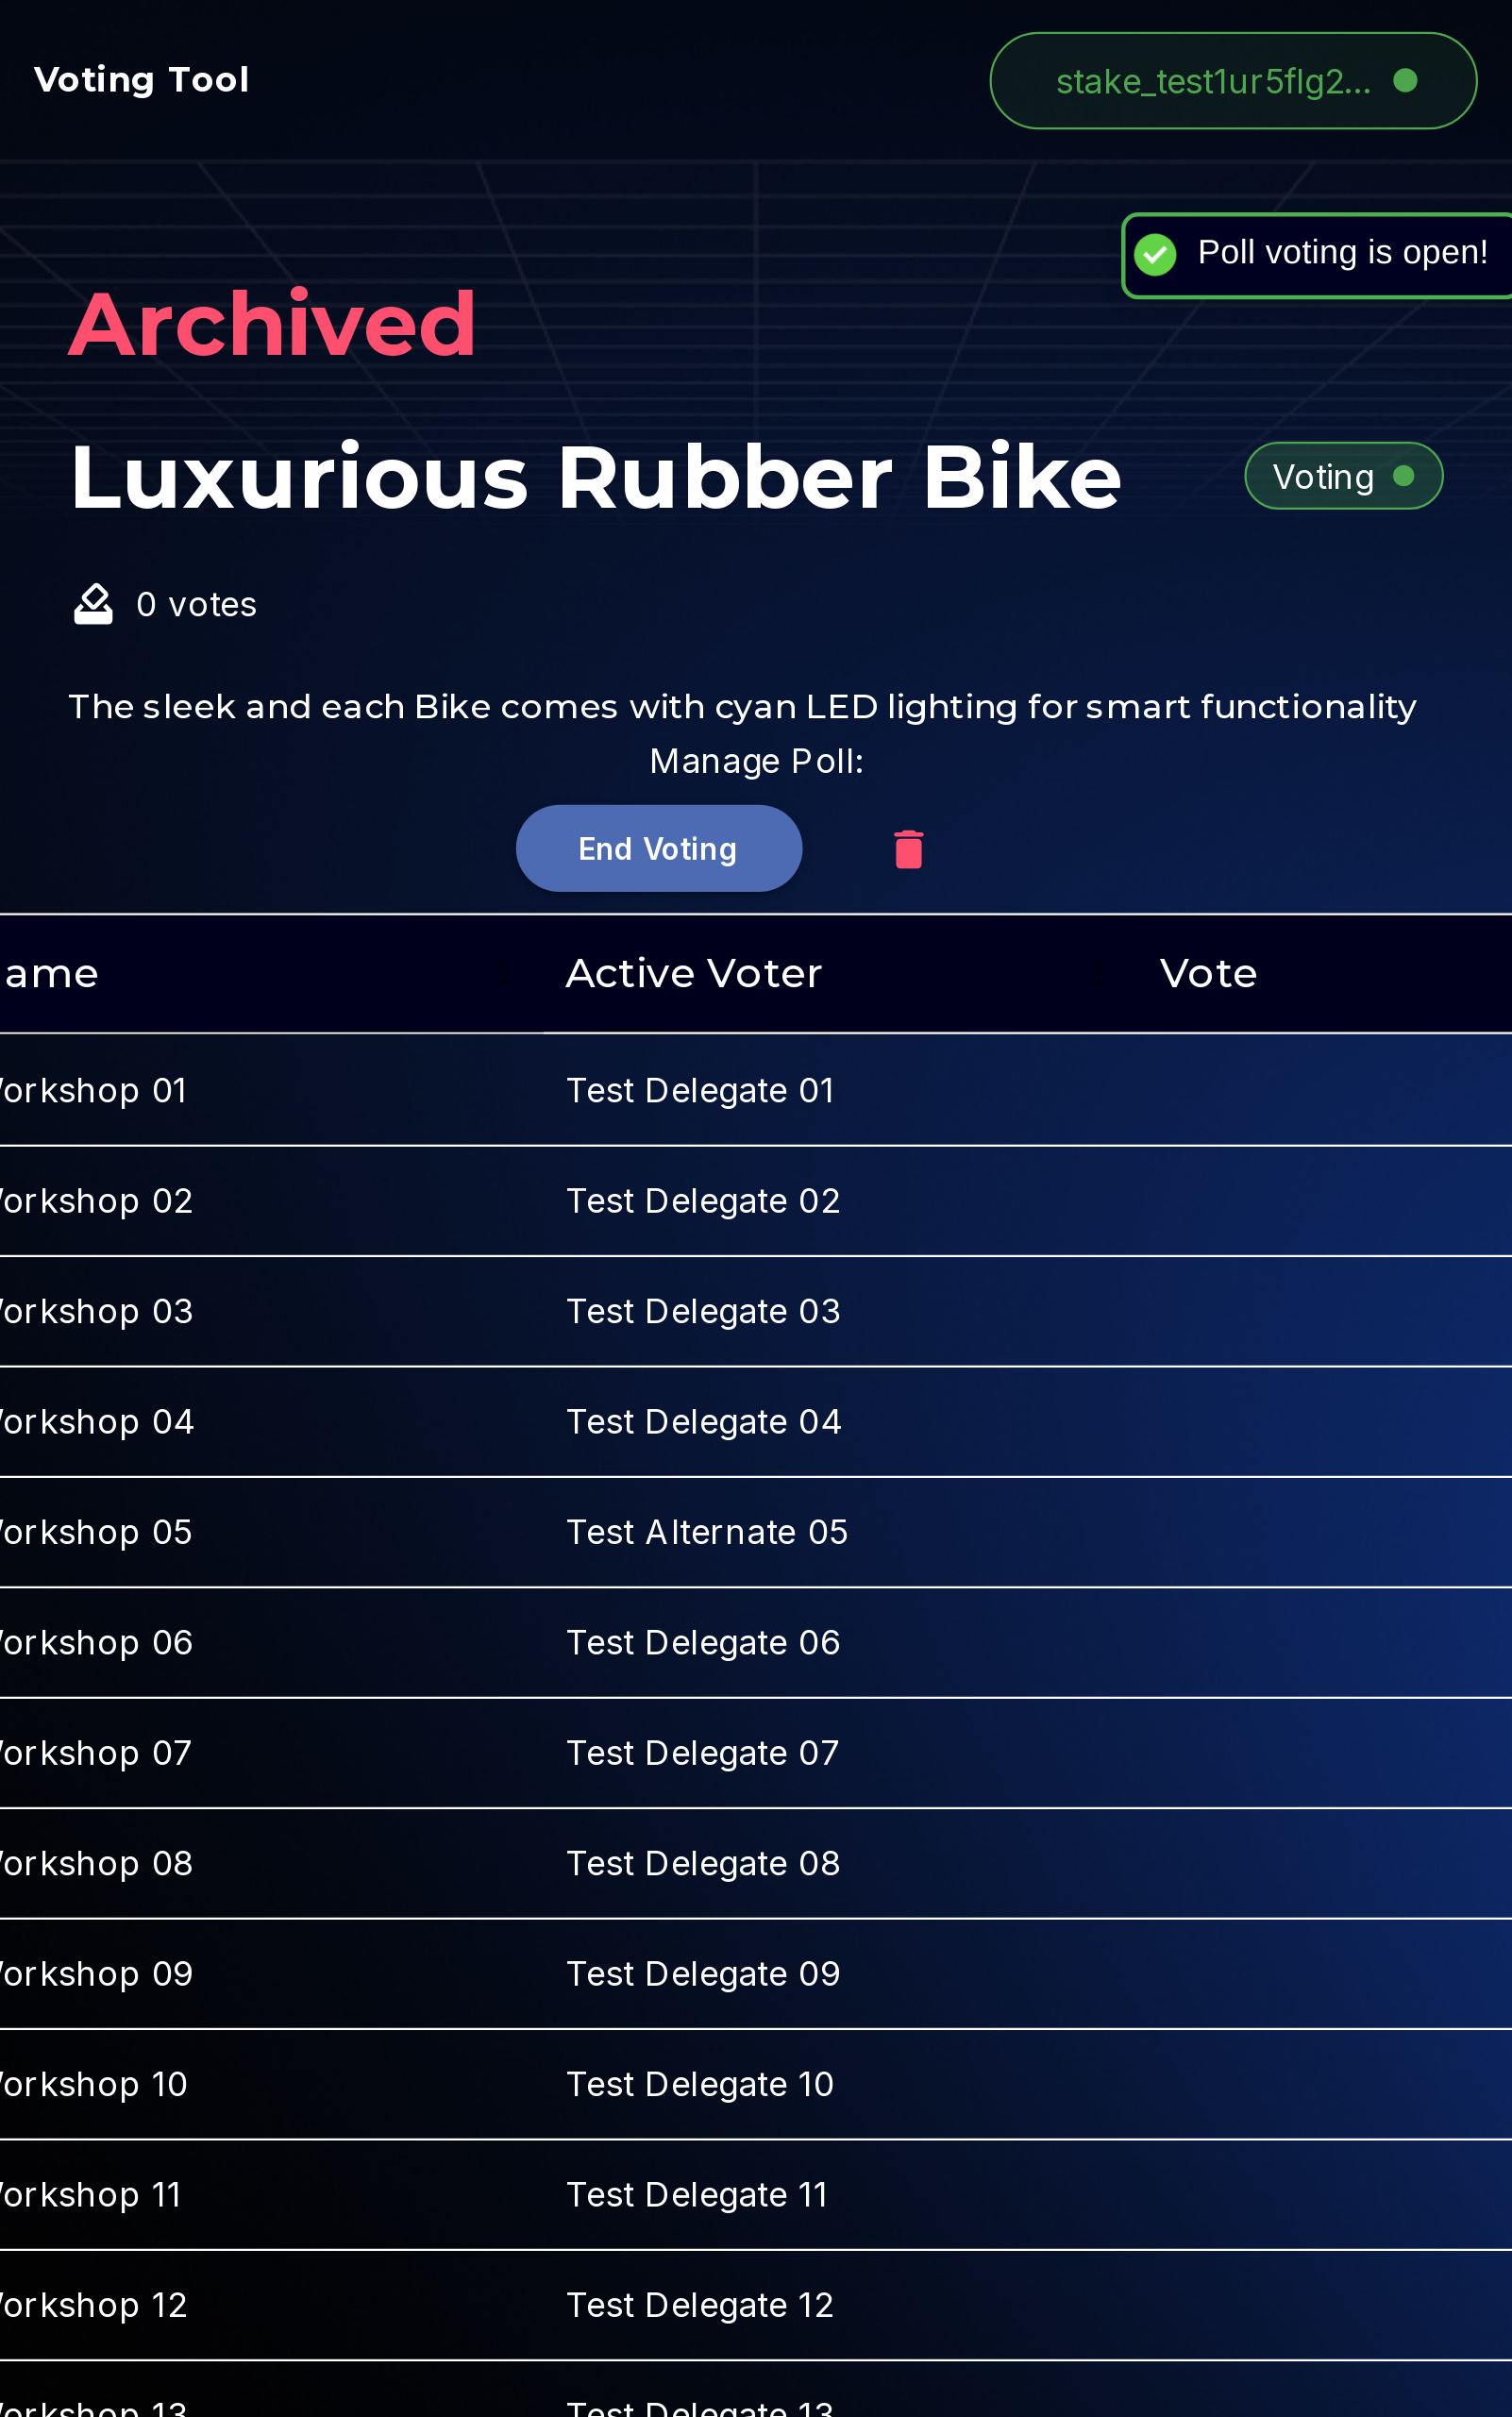 Voting Tool
stake_test1ur5flg2...
Poll voting is open!
Archived
Luxurious Rubber Bike
Voting
0 votes
The sleek and each Bike comes with cyan LED lighting for smart functionality
Manage Poll:
End Voting
ame Active Voter Vote
orkshop 01 Test Delegate 01
orkshop 02 Test Delegate 02
orkshop 03 Test Delegate 03
orkshop 04 Test Delegate 04
orkshop 05 Test Alternate 05
orkshop 06 Test Delegate 06
orkshop 07 Test Delegate 07
orkshop 08 Test Delegate 08
orkshop 09 Test Delegate 09
orkshop 10 Test Delegate 10
orkshop 11 Test Delegate 11
orkshop 12 Test Delegate 12
orkshop 13 Test Delegate 13